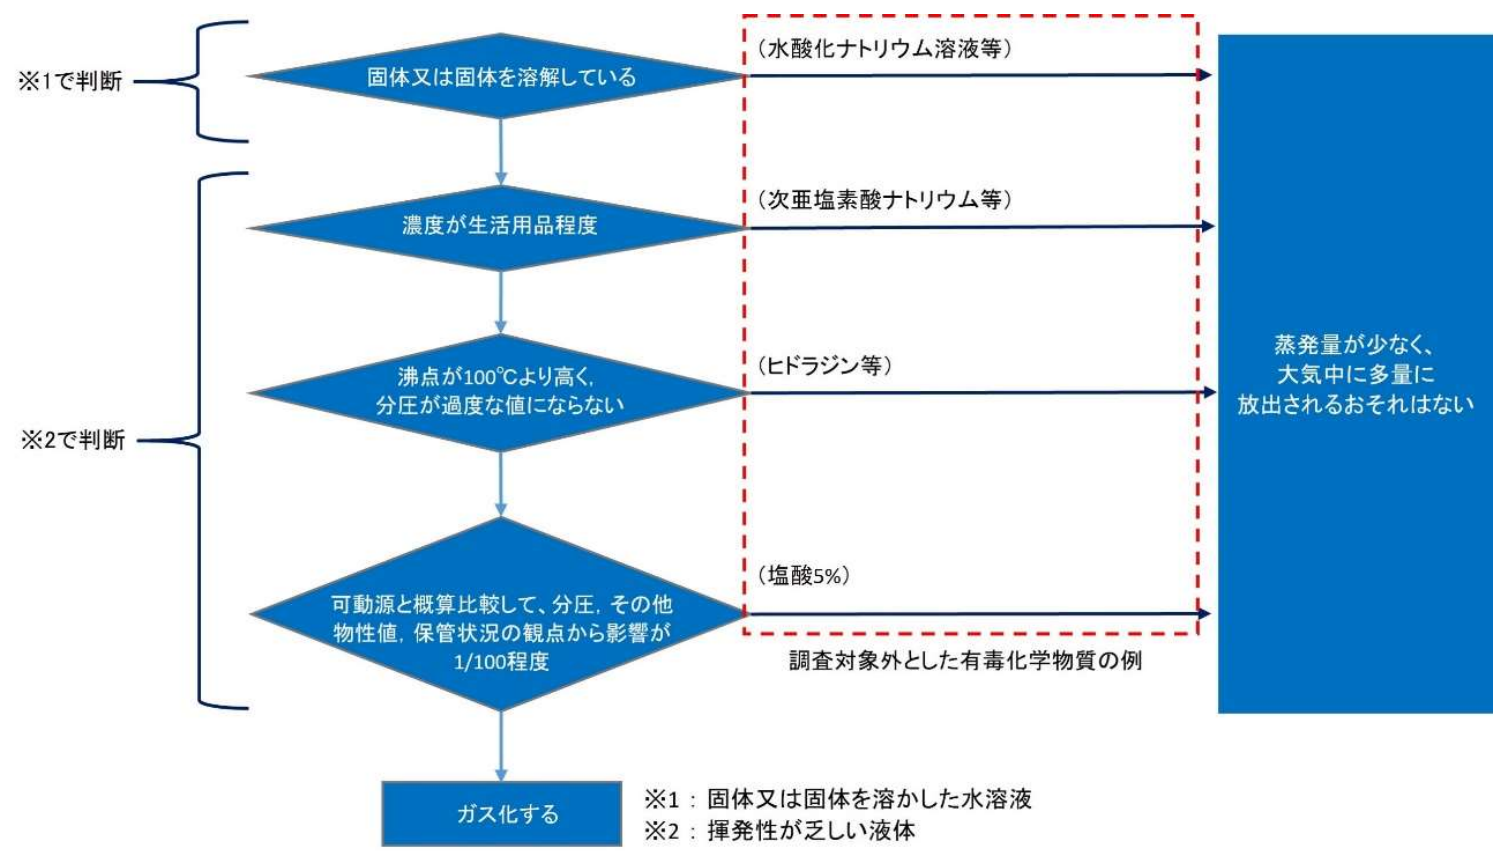 ※1で判断
固体又は固体を溶解している
(水酸化ナトリウム溶液等)
濃度が生活用品程度
(次亜塩素酸ナトリウム等)
※2で判断
沸点が100℃より高く,
分圧が過度な値にならない
(ヒドラジン等)
蒸発量が少なく、
大気中に多量に
放出されるおそれはない
可動源と概算比較して、分圧, その他
物性値, 保管状況の観点から影響が
1/100程度
(塩酸5%)
調査対象外とした有毒化学物質の例
ガス化する
※1 : 固体又は固体を溶かした水溶液
※2 : 揮発性が乏しい液体